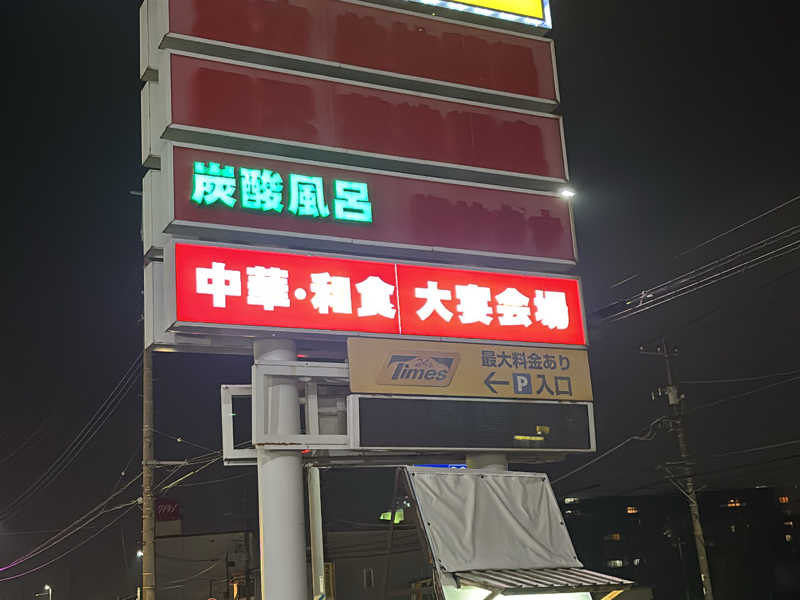 炭酸風呂
中華・和食 大宴会場
Times
最大料金あり
←P入口